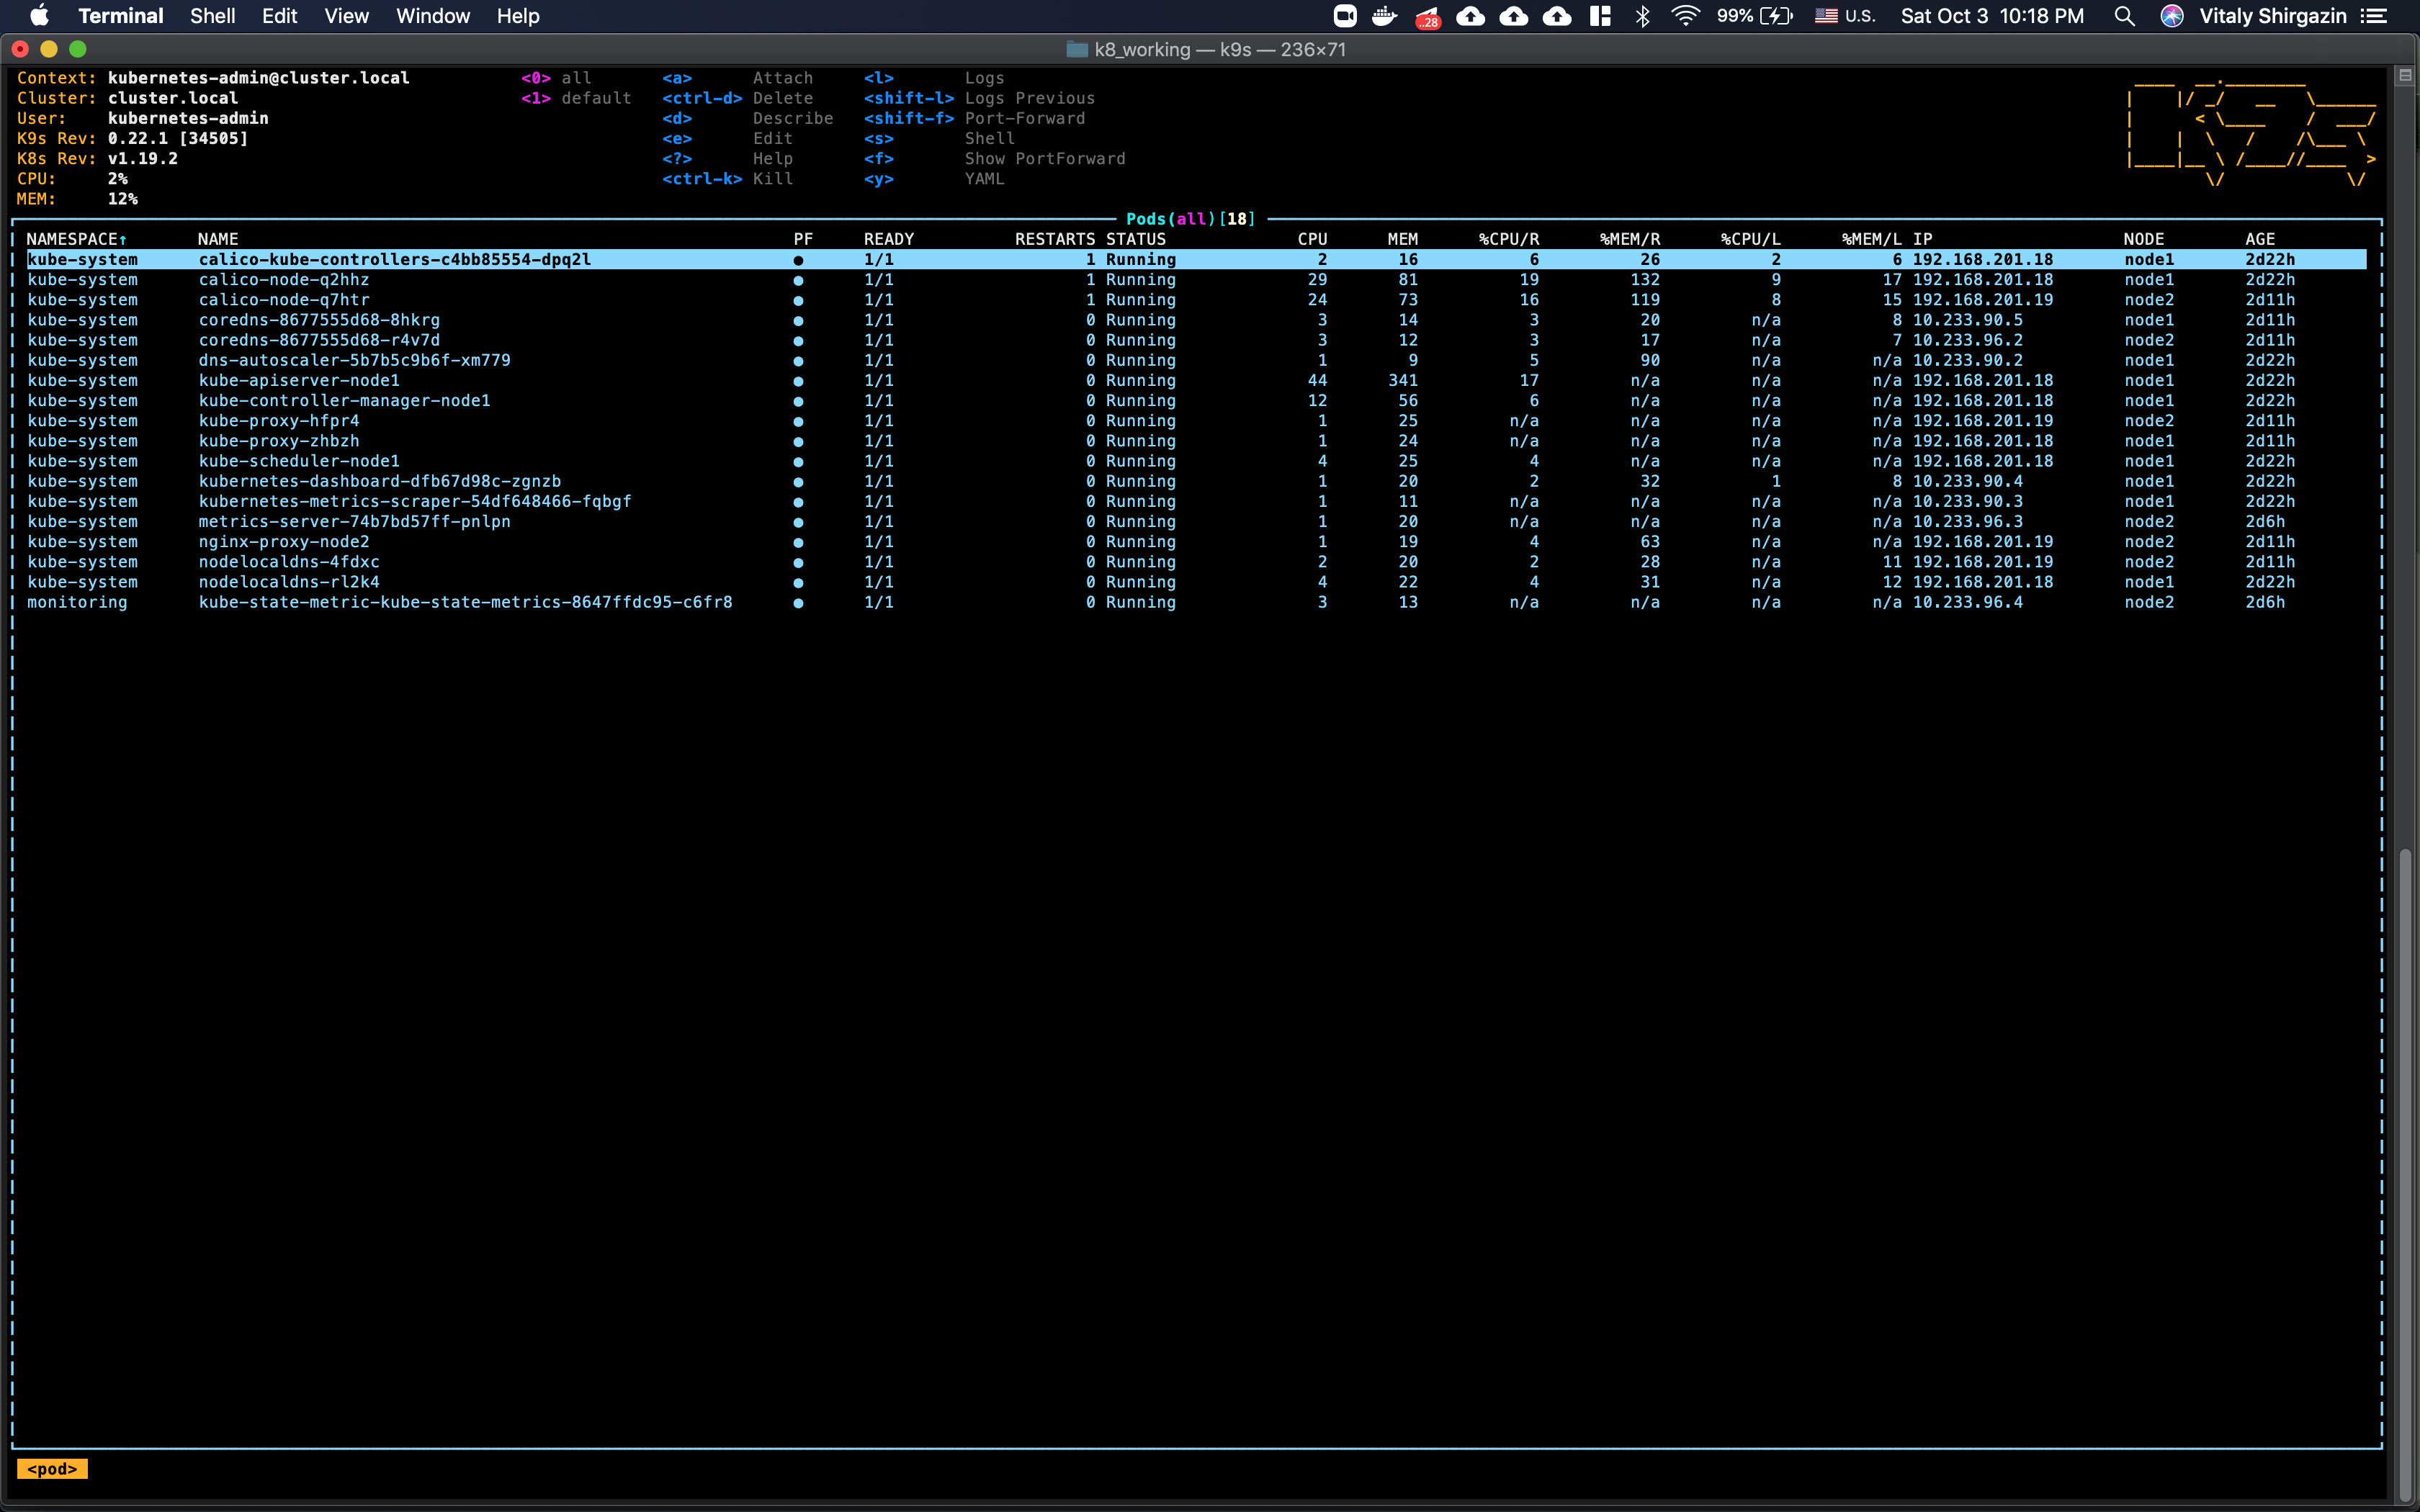 Terminal Shell Edit View Window Help ..28 99% U.S. Sat Oct 3 10:18 PM Vitaly Shirgazin
k8_working — k9s — 236×71
Context: kubernetes-admin@cluster.local <0> all <a> Attach <l> Logs
Cluster: cluster.local <1> default <ctrl-d> Delete <shift-l> Logs Previous
User: kubernetes-admin <d> Describe <shift-f> Port-Forward
K9s Rev: 0.22.1 [34505] <e> Edit <s> Shell
K8s Rev: v1.19.2 <?> Help <f> Show PortForward
CPU: 2% <ctrl-k> Kill <y> YAML
MEM: 12%
Pods(all)[18]
NAMESPACE↑ NAME PF READY RESTARTS STATUS CPU MEM %CPU/R %MEM/R %CPU/L %MEM/L IP NODE AGE
kube-system calico-kube-controllers-c4bb85554-dpq2l ● 1/1 1 Running 2 16 6 26 2 6 192.168.201.18 node1 2d22h
kube-system calico-node-q2hhz ● 1/1 1 Running 29 81 19 132 9 17 192.168.201.18 node1 2d22h
kube-system calico-node-q7htr ● 1/1 1 Running 24 73 16 119 8 15 192.168.201.19 node2 2d11h
kube-system coredns-8677555d68-8hkrg ● 1/1 0 Running 3 14 3 20 n/a 8 10.233.90.5 node1 2d11h
kube-system coredns-8677555d68-r4v7d ● 1/1 0 Running 3 12 3 17 n/a 7 10.233.96.2 node2 2d11h
kube-system dns-autoscaler-5b7b5c9b6f-xm779 ● 1/1 0 Running 1 9 5 90 n/a n/a 10.233.90.2 node1 2d22h
kube-system kube-apiserver-node1 ● 1/1 0 Running 44 341 17 n/a n/a n/a 192.168.201.18 node1 2d22h
kube-system kube-controller-manager-node1 ● 1/1 0 Running 12 56 6 n/a n/a n/a 192.168.201.18 node1 2d22h
kube-system kube-proxy-hfpr4 ● 1/1 0 Running 1 25 n/a n/a n/a n/a 192.168.201.19 node2 2d11h
kube-system kube-proxy-zhbzh ● 1/1 0 Running 1 24 n/a n/a n/a n/a 192.168.201.18 node1 2d11h
kube-system kube-scheduler-node1 ● 1/1 0 Running 4 25 4 n/a n/a n/a 192.168.201.18 node1 2d22h
kube-system kubernetes-dashboard-dfb67d98c-zgnzb ● 1/1 0 Running 1 20 2 32 1 8 10.233.90.4 node1 2d22h
kube-system kubernetes-metrics-scraper-54df648466-fqbgf ● 1/1 0 Running 1 11 n/a n/a n/a n/a 10.233.90.3 node1 2d22h
kube-system metrics-server-74b7bd57ff-pnlpn ● 1/1 0 Running 1 20 n/a n/a n/a n/a 10.233.96.3 node2 2d6h
kube-system nginx-proxy-node2 ● 1/1 0 Running 1 19 4 63 n/a n/a 192.168.201.19 node2 2d11h
kube-system nodelocaldns-4fdxc ● 1/1 0 Running 2 20 2 28 n/a 11 192.168.201.19 node2 2d11h
kube-system nodelocaldns-rl2k4 ● 1/1 0 Running 4 22 4 31 n/a 12 192.168.201.18 node1 2d22h
monitoring kube-state-metric-kube-state-metrics-8647ffdc95-c6fr8 ● 1/1 0 Running 3 13 n/a n/a n/a n/a 10.233.96.4 node2 2d6h
<pod>